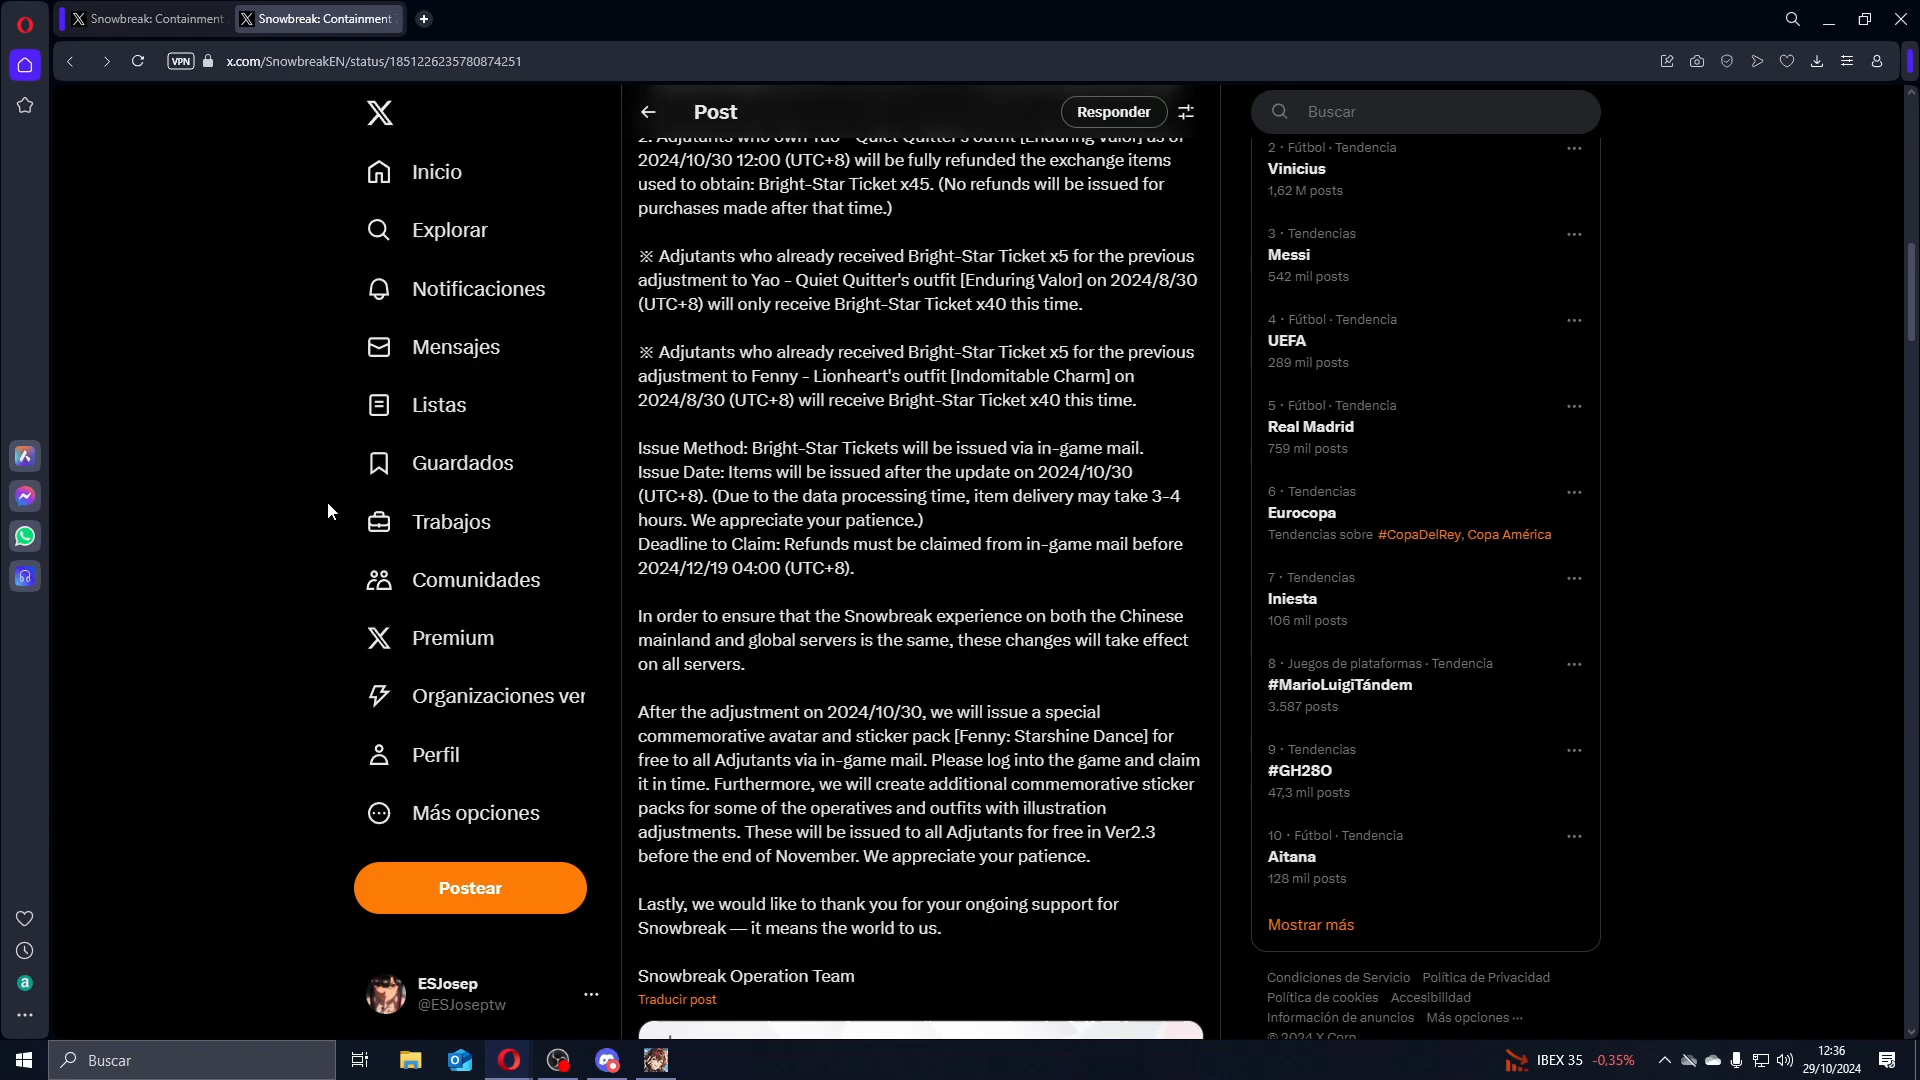 Snowbreak: Containment
Snowbreak: Containment
VPN
x.com/SnowbreakEN/status/1851226235780874251
Inicio
Explorar
Notificaciones
Mensajes
Listas
Guardados
Trabajos
Comunidades
Premium
Organizaciones ver
Perfil
Más opciones
Postear
ESJosep
@ESJoseptw
Post
Responder
2. Adjutants who own Yao - Quiet Quitter's outfit [Enduring Valor] as of
2024/10/30 12:00 (UTC+8) will be fully refunded the exchange items
used to obtain: Bright-Star Ticket x45. (No refunds will be issued for
purchases made after that time.)
※ Adjutants who already received Bright-Star Ticket x5 for the previous
adjustment to Yao - Quiet Quitter's outfit [Enduring Valor] on 2024/8/30
(UTC+8) will only receive Bright-Star Ticket x40 this time.
※ Adjutants who already received Bright-Star Ticket x5 for the previous
adjustment to Fenny - Lionheart's outfit [Indomitable Charm] on
2024/8/30 (UTC+8) will receive Bright-Star Ticket x40 this time.
Issue Method: Bright-Star Tickets will be issued via in-game mail.
Issue Date: Items will be issued after the update on 2024/10/30
(UTC+8). (Due to the data processing time, item delivery may take 3-4
hours. We appreciate your patience.)
Deadline to Claim: Refunds must be claimed from in-game mail before
2024/12/19 04:00 (UTC+8).
In order to ensure that the Snowbreak experience on both the Chinese
mainland and global servers is the same, these changes will take effect
on all servers.
After the adjustment on 2024/10/30, we will issue a special
commemorative avatar and sticker pack [Fenny: Starshine Dance] for
free to all Adjutants via in-game mail. Please log into the game and claim
it in time. Furthermore, we will create additional commemorative sticker
packs for some of the operatives and outfits with illustration
adjustments. These will be issued to all Adjutants for free in Ver2.3
before the end of November. We appreciate your patience.
Lastly, we would like to thank you for your ongoing support for
Snowbreak — it means the world to us.
Snowbreak Operation Team
Traducir post
Buscar
2 · Fútbol · Tendencia
Vinicius
1,62 M posts
3 · Tendencias
Messi
542 mil posts
4 · Fútbol · Tendencia
UEFA
289 mil posts
5 · Fútbol · Tendencia
Real Madrid
759 mil posts
6 · Tendencias
Eurocopa
Tendencias sobre #CopaDelRey, Copa América
7 · Tendencias
Iniesta
106 mil posts
8 · Juegos de plataformas · Tendencia
#MarioLuigiTándem
3.587 posts
9 · Tendencias
#GH2SO
47,3 mil posts
10 · Fútbol · Tendencia
Aitana
128 mil posts
Mostrar más
Condiciones de Servicio Política de Privacidad
Política de cookies Accesibilidad
Información de anuncios Más opciones ···
© 2024 X Corp.
Buscar
IBEX 35 -0,35%
12:36
29/10/2024